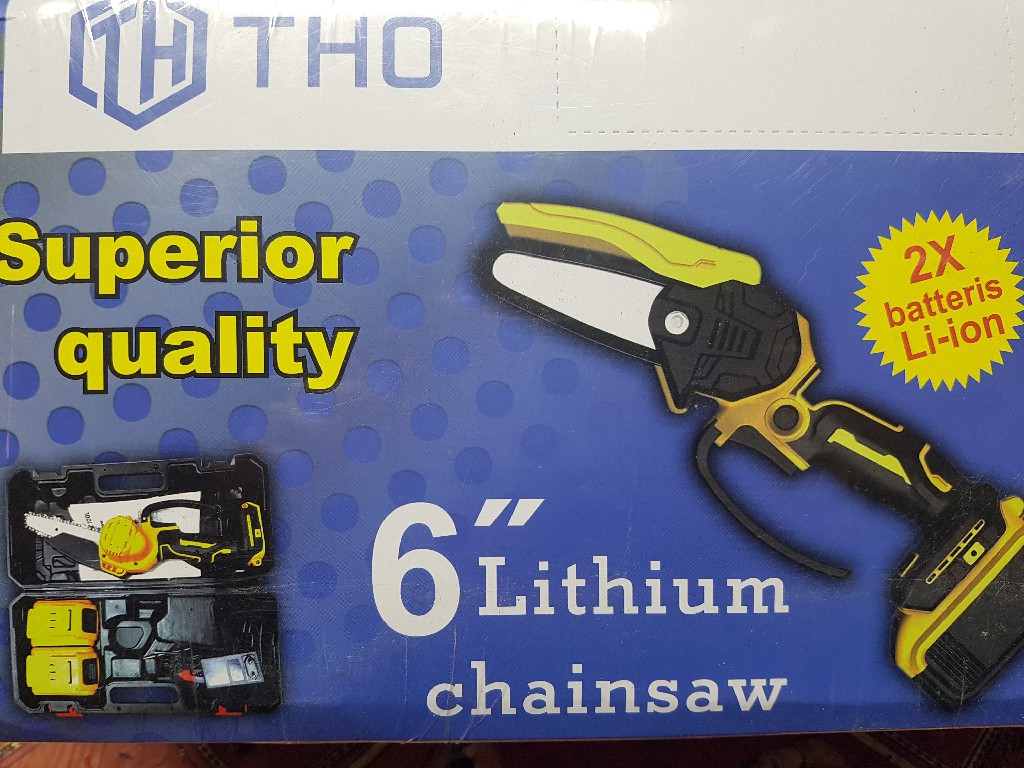 TH THO
Superior
quality
2X
batteris
Li-ion
6″ Lithium
chainsaw